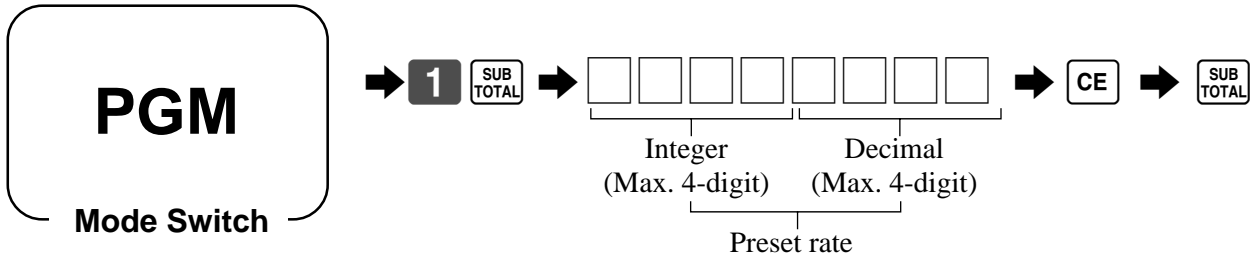 PGM
Mode Switch
1
SUB
TOTAL
CE
SUB
TOTAL
Integer
(Max. 4-digit)
Decimal
(Max. 4-digit)
Preset rate